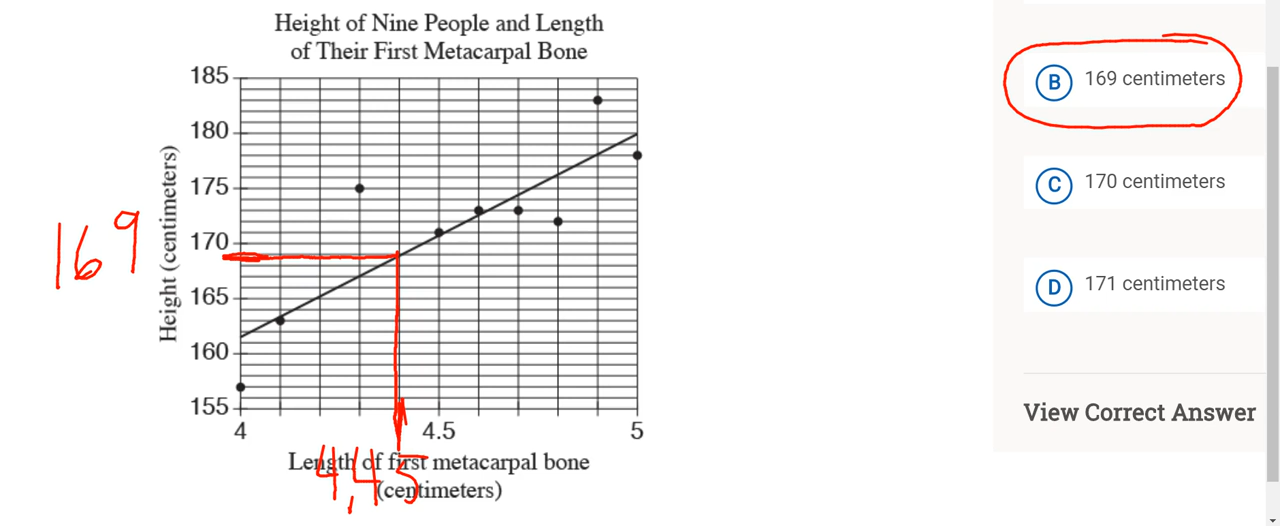 Height of Nine People and Length
of Their First Metacarpal Bone
185
180
175
170
165
160
155
Height (centimeters)
169
4
4.5
5
Length of first metacarpal bone
(centimeters)
4,45
B 169 centimeters
C 170 centimeters
D 171 centimeters
View Correct Answer